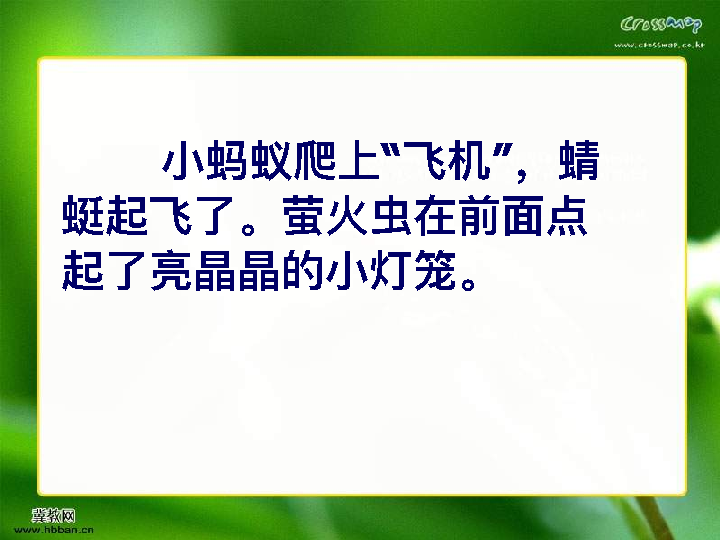 Crossmap
www.crossmap.co.kr
小蚂蚁爬上“飞机”，蜻
蜓起飞了。萤火虫在前面点
起了亮晶晶的小灯笼。
冀教网
www.hbban.cn